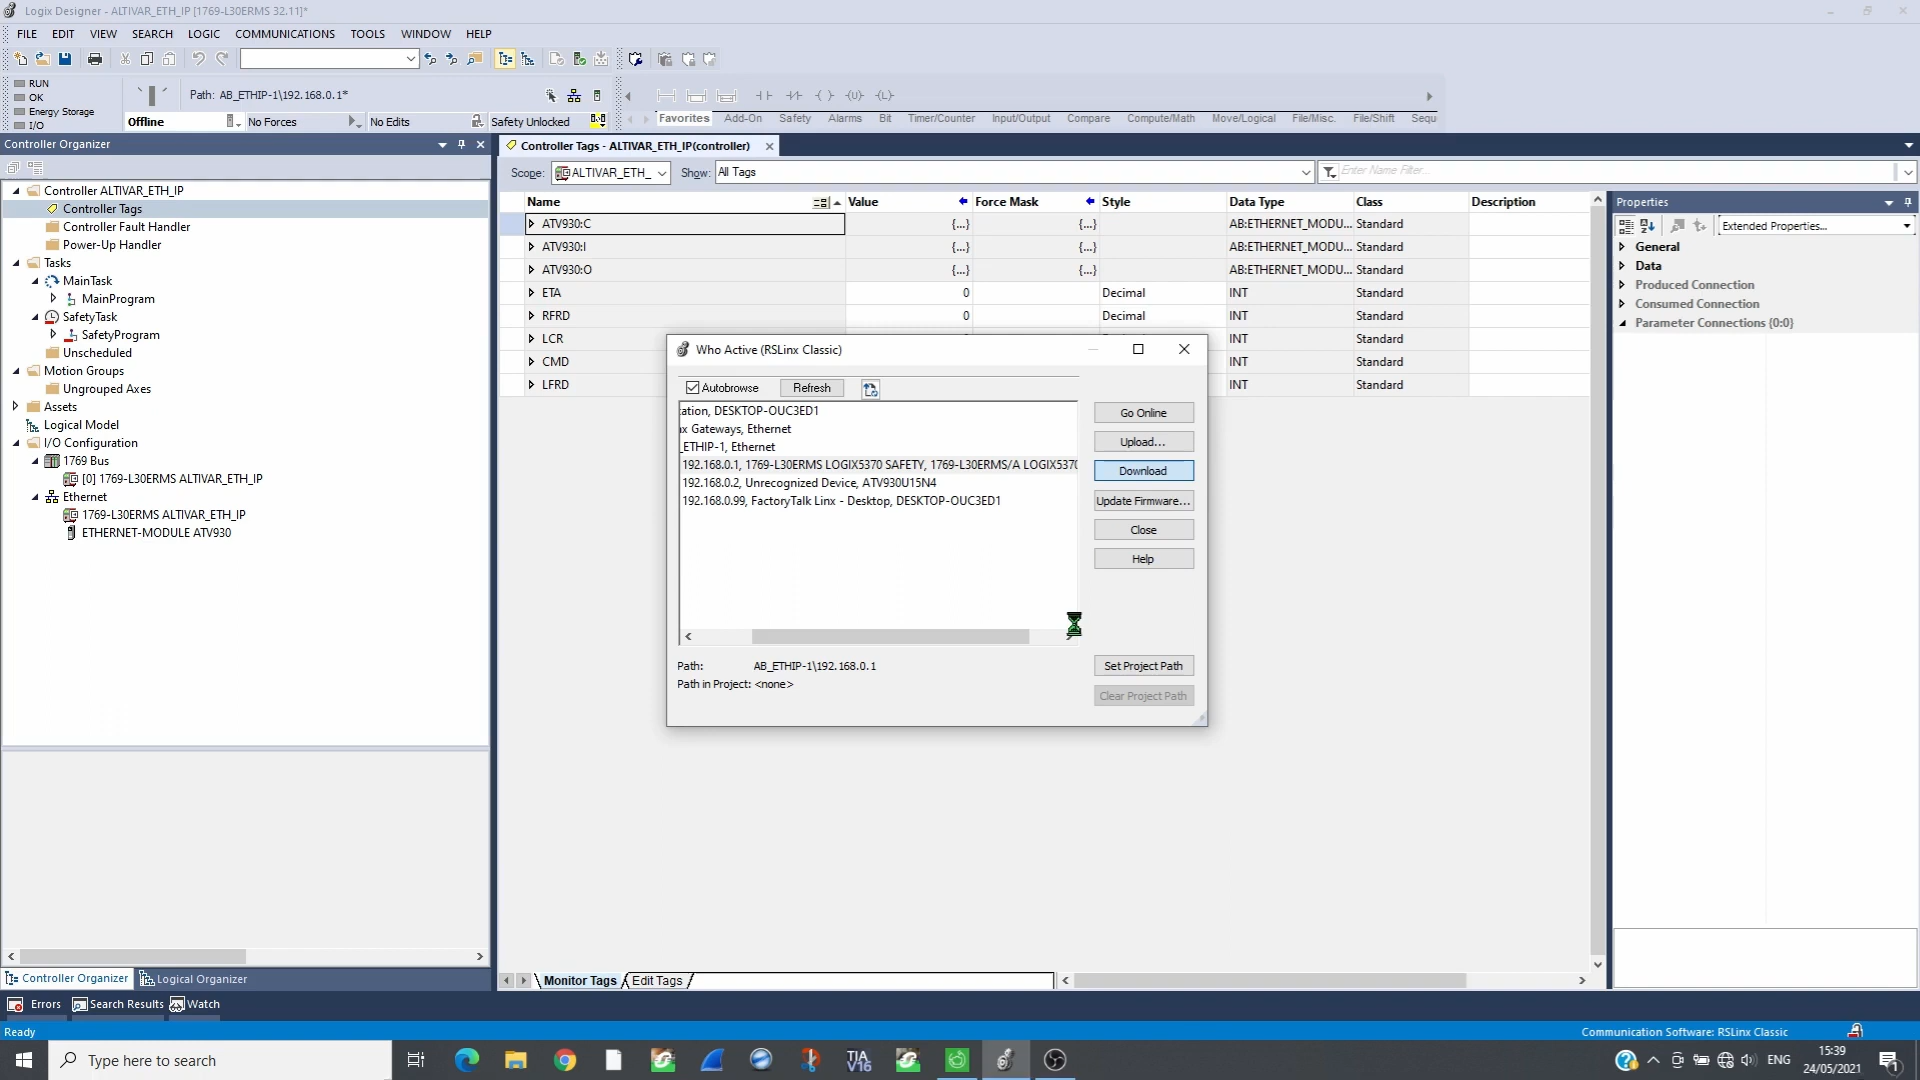 Logix Designer - ALTIVAR_ETH_IP [1769-L30ERMS 32.11]*
FILE EDIT VIEW SEARCH LOGIC COMMUNICATIONS TOOLS WINDOW HELP
RUN
OK
Energy Storage
I/O
Path: AB_ETHIP-1\192.168.0.1*
Offline No Forces No Edits Safety Unlocked
Favorites Add-On Safety Alarms Bit Timer/Counter Input/Output Compare Compute/Math Move/Logical File/Misc. File/Shift Sequ
Controller Organizer
Controller ALTIVAR_ETH_IP
Controller Tags
Controller Fault Handler
Power-Up Handler
Tasks
MainTask
MainProgram
SafetyTask
SafetyProgram
Unscheduled
Motion Groups
Ungrouped Axes
Assets
Logical Model
I/O Configuration
1769 Bus
[0] 1769-L30ERMS ALTIVAR_ETH_IP
Ethernet
1769-L30ERMS ALTIVAR_ETH_IP
ETHERNET-MODULE ATV930
Controller Organizer Logical Organizer
Controller Tags - ALTIVAR_ETH_IP(controller)
Scope: ALTIVAR_ETH_ Show: All Tags Enter Name Filter...
Name Value Force Mask Style Data Type Class Description
ATV930:C {...} {...} AB:ETHERNET_MODU... Standard
ATV930:I {...} {...} AB:ETHERNET_MODU... Standard
ATV930:O {...} {...} AB:ETHERNET_MODU... Standard
ETA 0 Decimal INT Standard
RFRD 0 Decimal INT Standard
LCR INT Standard
CMD INT Standard
LFRD INT Standard
Who Active (RSLinx Classic)
Autobrowse Refresh
ation, DESKTOP-OUC3ED1
x Gateways, Ethernet
_ETHIP-1, Ethernet
192.168.0.1, 1769-L30ERMS LOGIX5370 SAFETY, 1769-L30ERMS/A LOGIX5370
192.168.0.2, Unrecognized Device, ATV930U15N4
192.168.0.99, FactoryTalk Linx - Desktop, DESKTOP-OUC3ED1
Go Online
Upload...
Download
Update Firmware...
Close
Help
Path: AB_ETHIP-1\192.168.0.1
Path in Project: <none>
Set Project Path
Clear Project Path
Monitor Tags Edit Tags
Properties
Extended Properties...
General
Data
Produced Connection
Consumed Connection
Parameter Connections {0:0}
Errors Search Results Watch
Ready Communication Software: RSLinx Classic
Type here to search
TIA
V16
ENG
15:39
24/05/2021
1